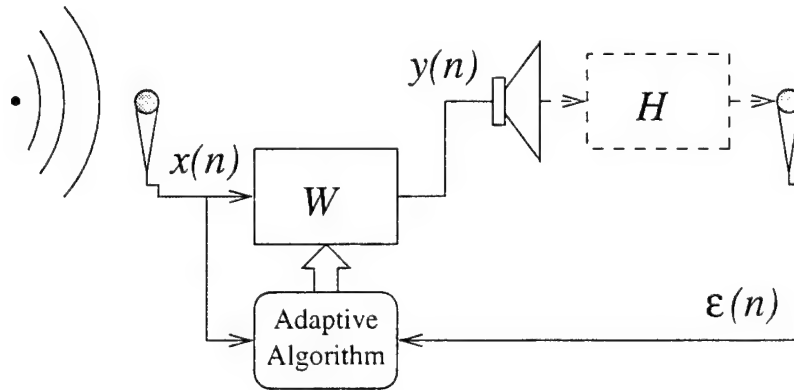 y(n)
H
x(n)
W
ε(n)
Adaptive
Algorithm